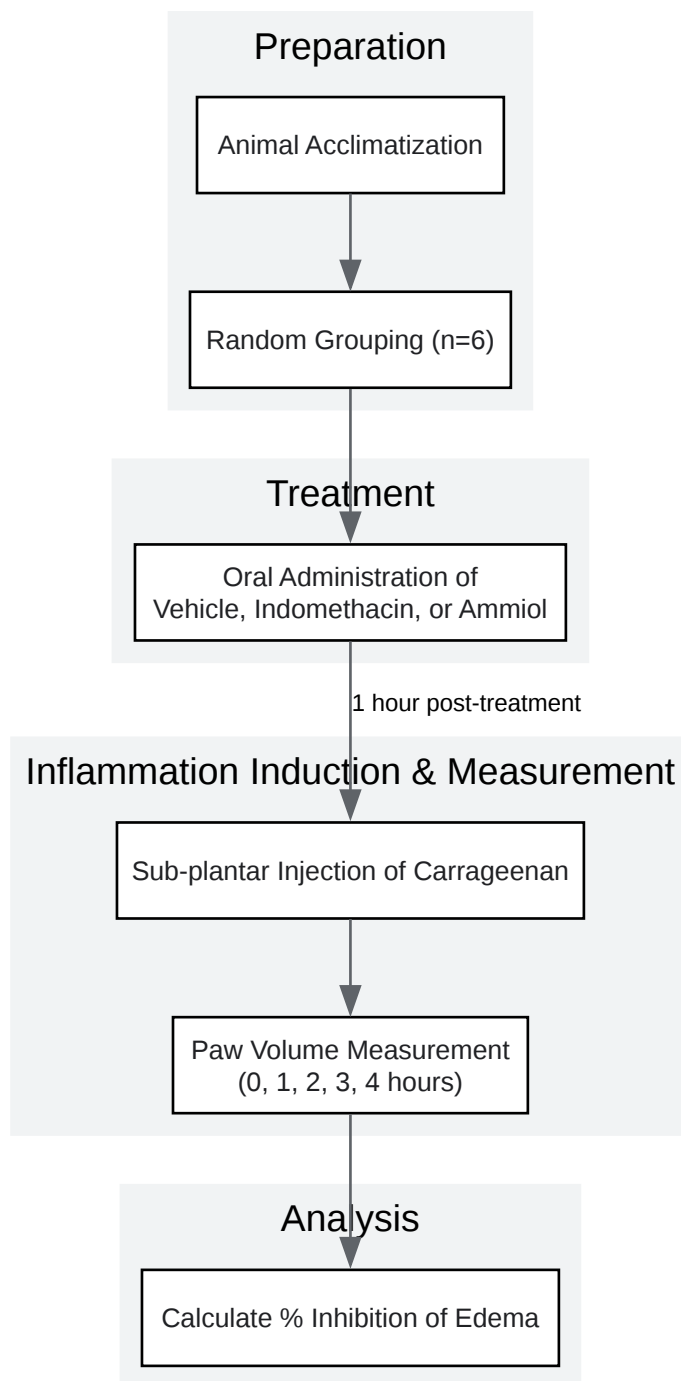 Preparation
Animal Acclimatization
Random Grouping (n=6)
Treatment
Oral Administration of
Vehicle, Indomethacin, or Ammiol
1 hour post-treatment
Inflammation Induction & Measurement
Sub-plantar Injection of Carrageenan
Paw Volume Measurement
(0, 1, 2, 3, 4 hours)
Analysis
Calculate % Inhibition of Edema